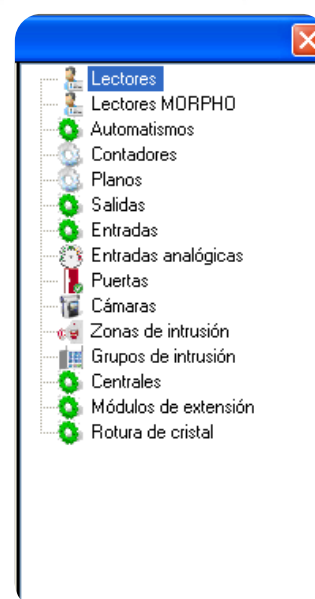 Lectores
Lectores MORPHO
Automatismos
Contadores
Planos
Salidas
Entradas
Entradas analógicas
Puertas
Cámaras
Zonas de intrusión
Grupos de intrusión
Centrales
Módulos de extensión
Rotura de cristal